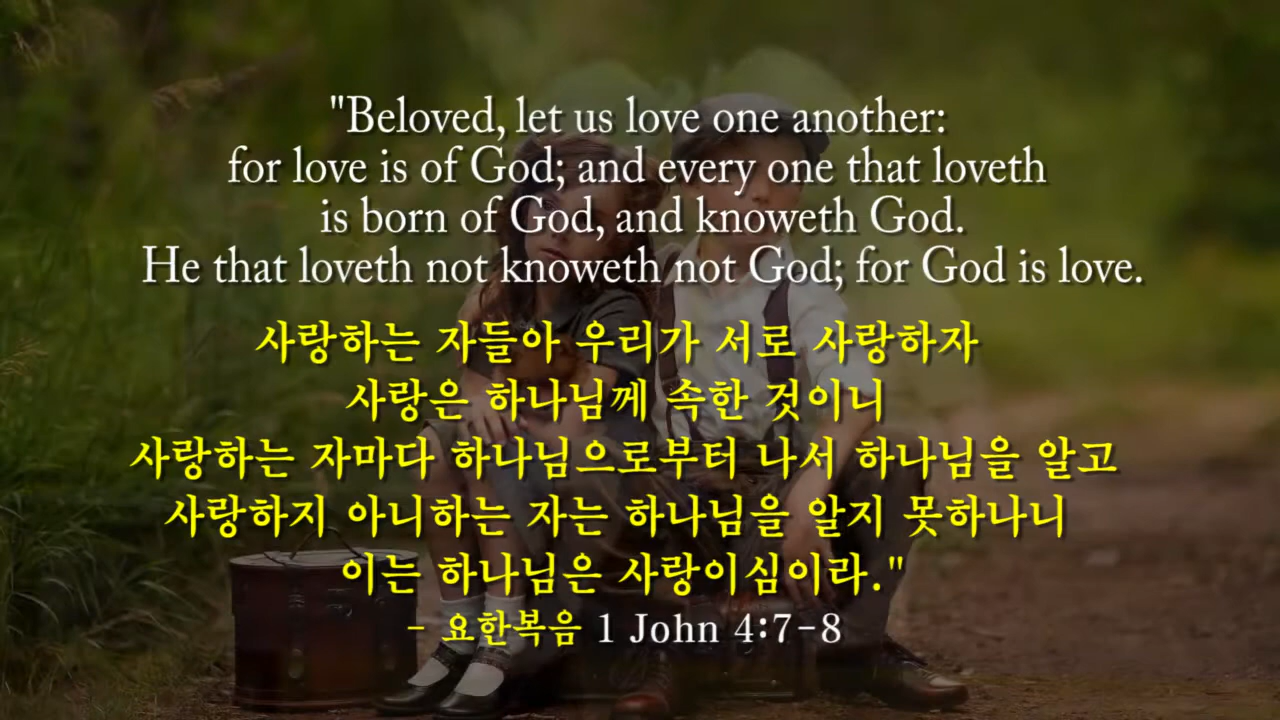 "Beloved, let us love one another:
for love is of God; and every one that loveth
is born of God, and knoweth God.
He that loveth not knoweth not God; for God is love.
사랑하는 자들아 우리가 서로 사랑하자
사랑은 하나님께 속한 것이니
사랑하는 자마다 하나님으로부터 나서 하나님을 알고
사랑하지 아니하는 자는 하나님을 알지 못하나니
이는 하나님은 사랑이심이라."
- 요한복음 1 John 4:7-8